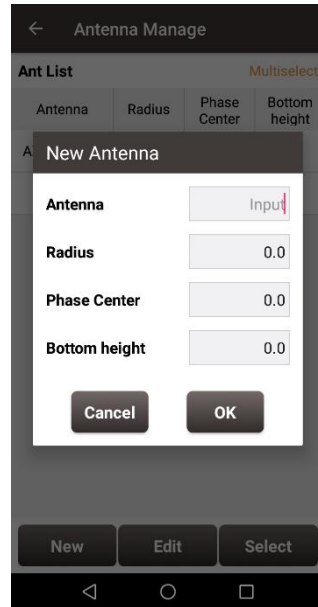 Antenna Manage
Ant List Multiselect
Antenna Radius Phase Center Bottom height
A
New Antenna
Antenna Input
Radius 0.0
Phase Center 0.0
Bottom height 0.0
Cancel OK
New Edit Select